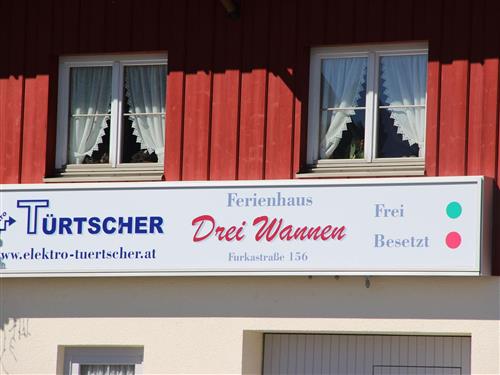 TÜRTSCHER
www.elektro-tuertscher.at
Ferienhaus
Drei Wannen
Furkastraße 156
Frei
Besetzt